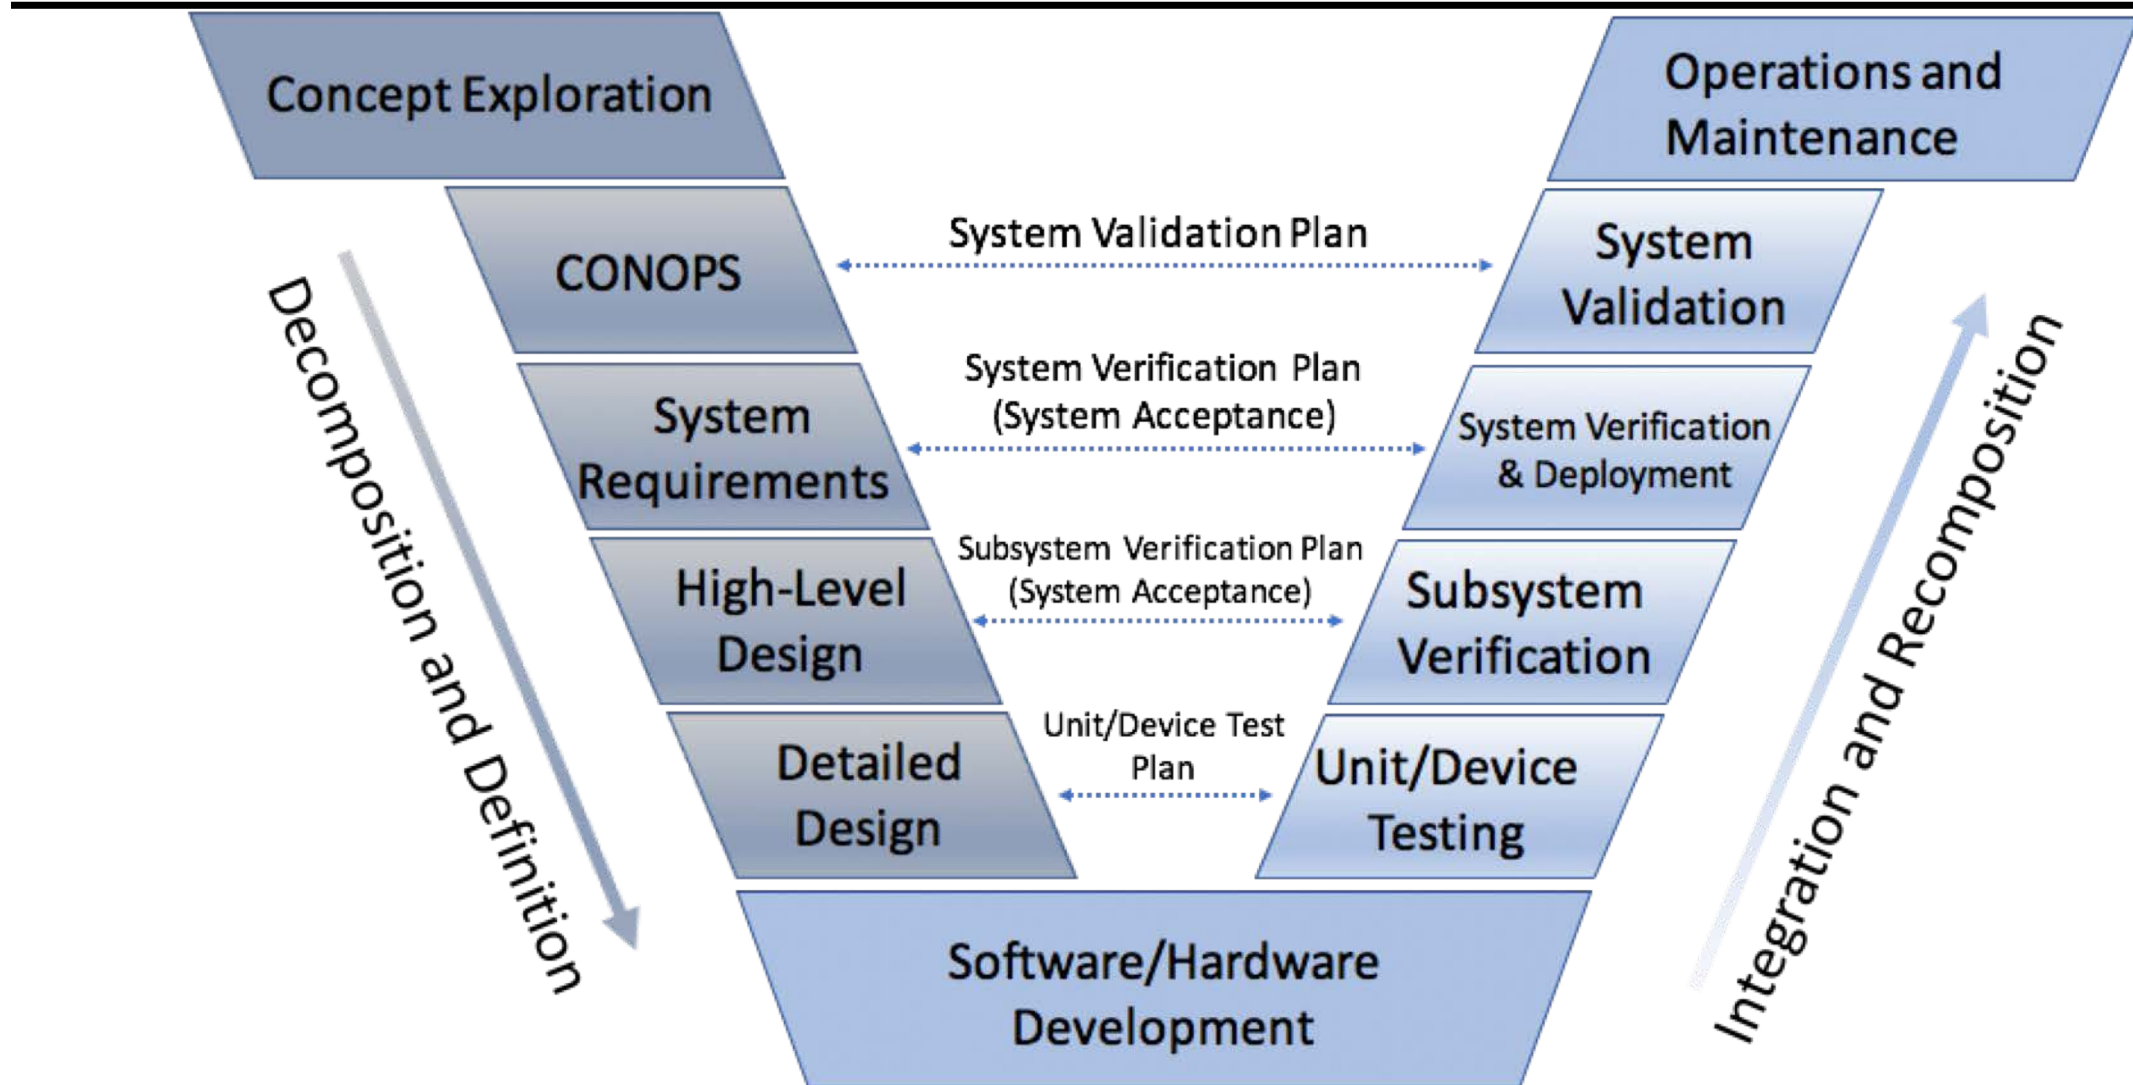 Concept Exploration
Operations and
Maintenance
CONOPS
System Validation Plan
System
Validation
System
Requirements
System Verification Plan
(System Acceptance)
System Verification
& Deployment
High-Level
Design
Subsystem Verification Plan
(System Acceptance)
Subsystem
Verification
Detailed
Design
Unit/Device Test
Plan
Unit/Device
Testing
Software/Hardware
Development
Decomposition and Definition
Integration and Recomposition